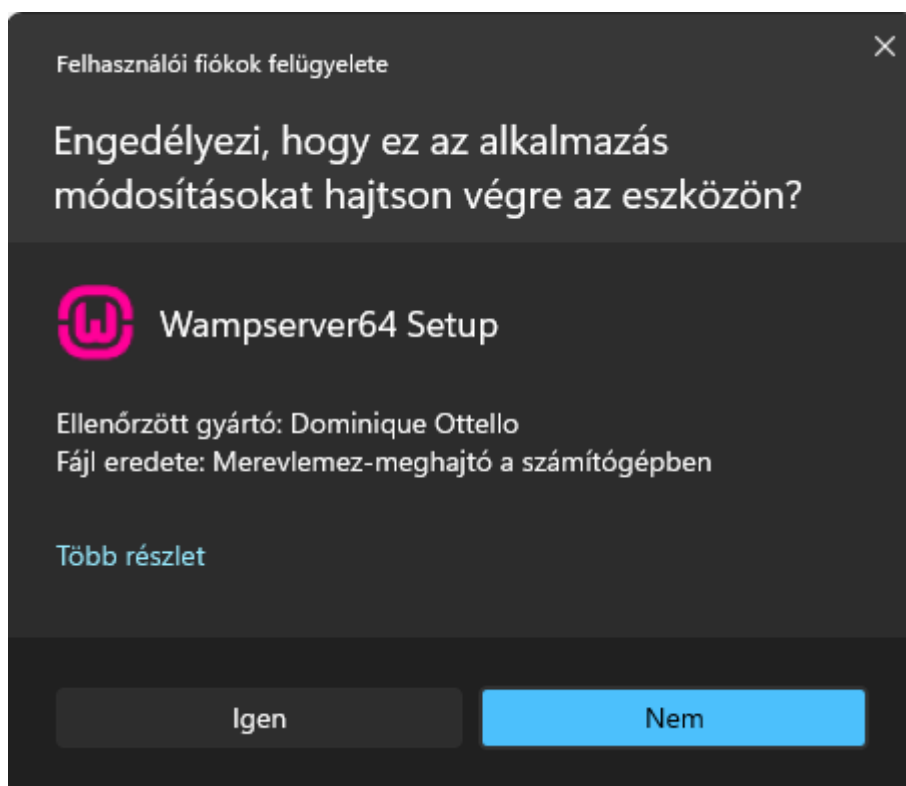 Felhasználói fiókok felügyelete
Engedélyezi, hogy ez az alkalmazás
módosításokat hajtson végre az eszközön?
Wampserver64 Setup
Ellenőrzött gyártó: Dominique Ottello
Fájl eredete: Merevlemez-meghajtó a számítógépben
Több részlet
Igen
Nem